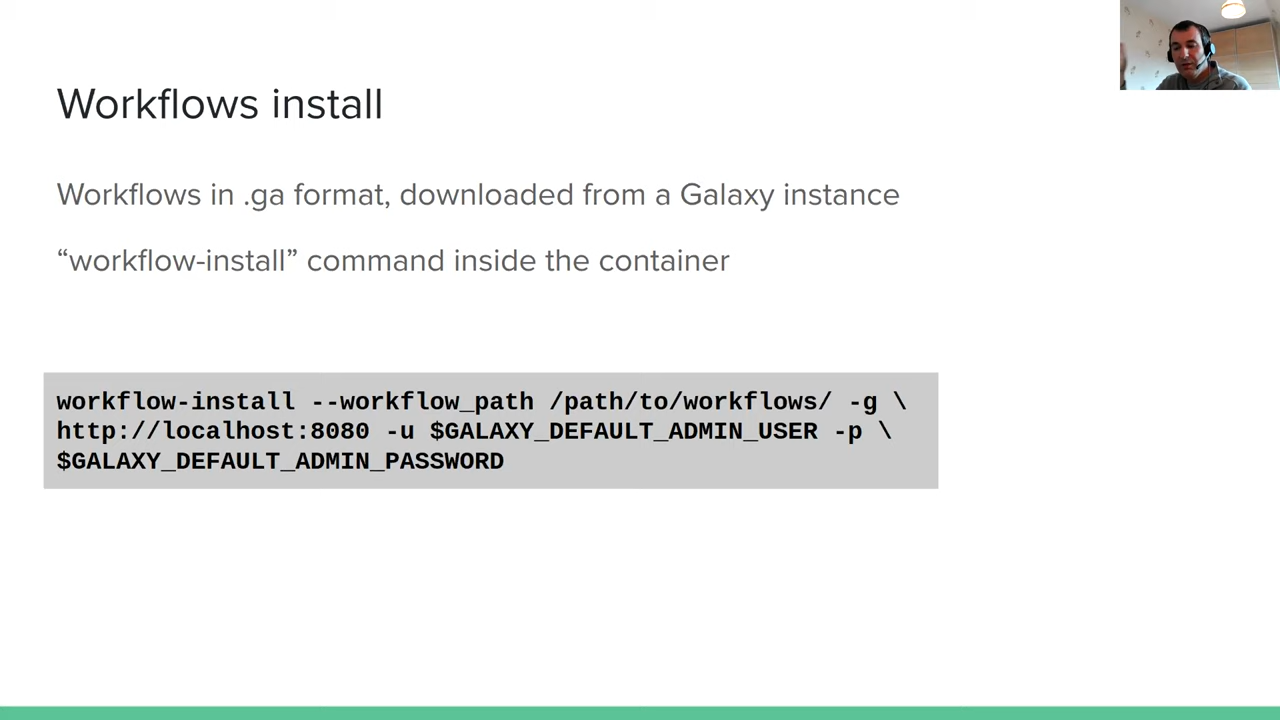 Workflows install
Workflows in .ga format, downloaded from a Galaxy instance
“workflow-install” command inside the container
workflow-install --workflow_path /path/to/workflows/ -g \
http://localhost:8080 -u $GALAXY_DEFAULT_ADMIN_USER -p \
$GALAXY_DEFAULT_ADMIN_PASSWORD